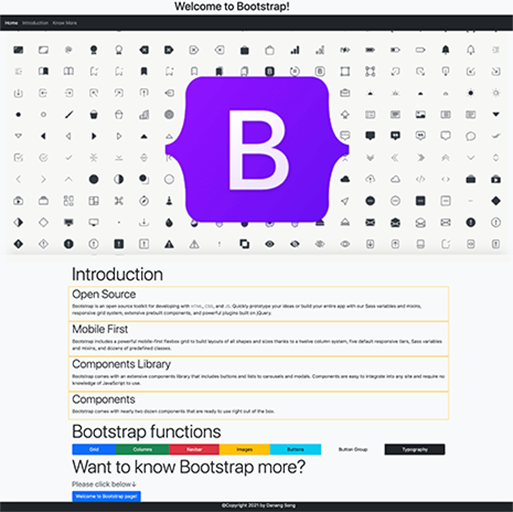 Welcome to Bootstrap!
Home Introduction Know More
B
Introduction
Open Source
Bootstrap is an open source toolkit for developing with HTML, CSS, and JS. Quickly prototype your ideas or build your entire app with our Sass variables and mixins,
responsive grid system, extensive prebuilt components, and powerful plugins built on jQuery.
Mobile First
Bootstrap includes a powerful mobile-first flexbox grid to build layouts of all shapes and sizes thanks to a twelve column system, five default responsive tiers, Sass variables
and mixins, and dozens of predefined classes.
Components Library
Bootstrap comes with an extensive components library that includes buttons and lists to carousels and modals. Components are easy to integrate into any site and require no
knowledge of JavaScript to use.
Components
Bootstrap comes with nearly two dozen components that are ready to use right out of the box.
Bootstrap functions
Grid Columns Navbar Images Buttons Button Group Typography
Want to know Bootstrap more?
Please click below↓
Welcome to Bootstrap page!
©Copyright 2021 by Danang Song